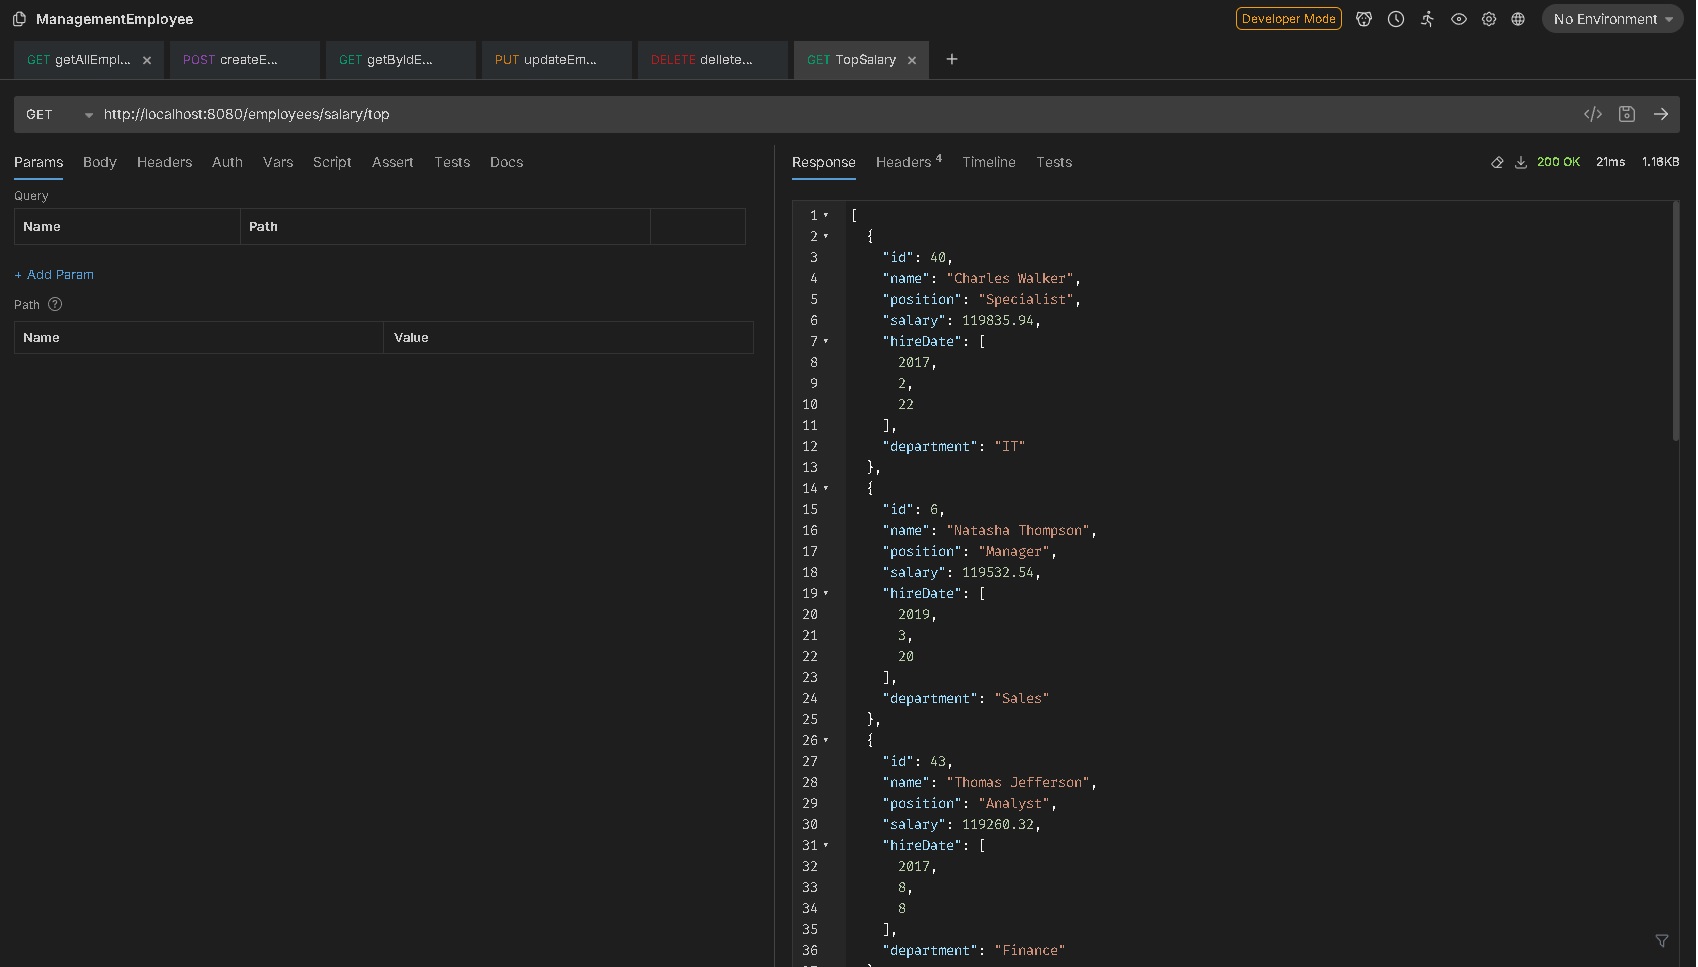 ManagementEmployee
Developer Mode
No Environment
GET getAllEmpl... ×
POST createE...
GET getByIdE...
PUT updateEm...
DELETE dellete...
GET TopSalary ×
+
GET http://localhost:8080/employees/salary/top
Params Body Headers Auth Vars Script Assert Tests Docs
Query
Name Path
+ Add Param
Path ?
Name Value
Response Headers 4 Timeline Tests
200 OK 21ms 1.16KB
1 [
2 {
3 "id": 40,
4 "name": "Charles Walker",
5 "position": "Specialist",
6 "salary": 119835.94,
7 "hireDate": [
8 2017,
9 2,
10 22
11 ],
12 "department": "IT"
13 },
14 {
15 "id": 6,
16 "name": "Natasha Thompson",
17 "position": "Manager",
18 "salary": 119532.54,
19 "hireDate": [
20 2019,
21 3,
22 20
23 ],
24 "department": "Sales"
25 },
26 {
27 "id": 43,
28 "name": "Thomas Jefferson",
29 "position": "Analyst",
30 "salary": 119260.32,
31 "hireDate": [
32 2017,
33 8,
34 8
35 ],
36 "department": "Finance"